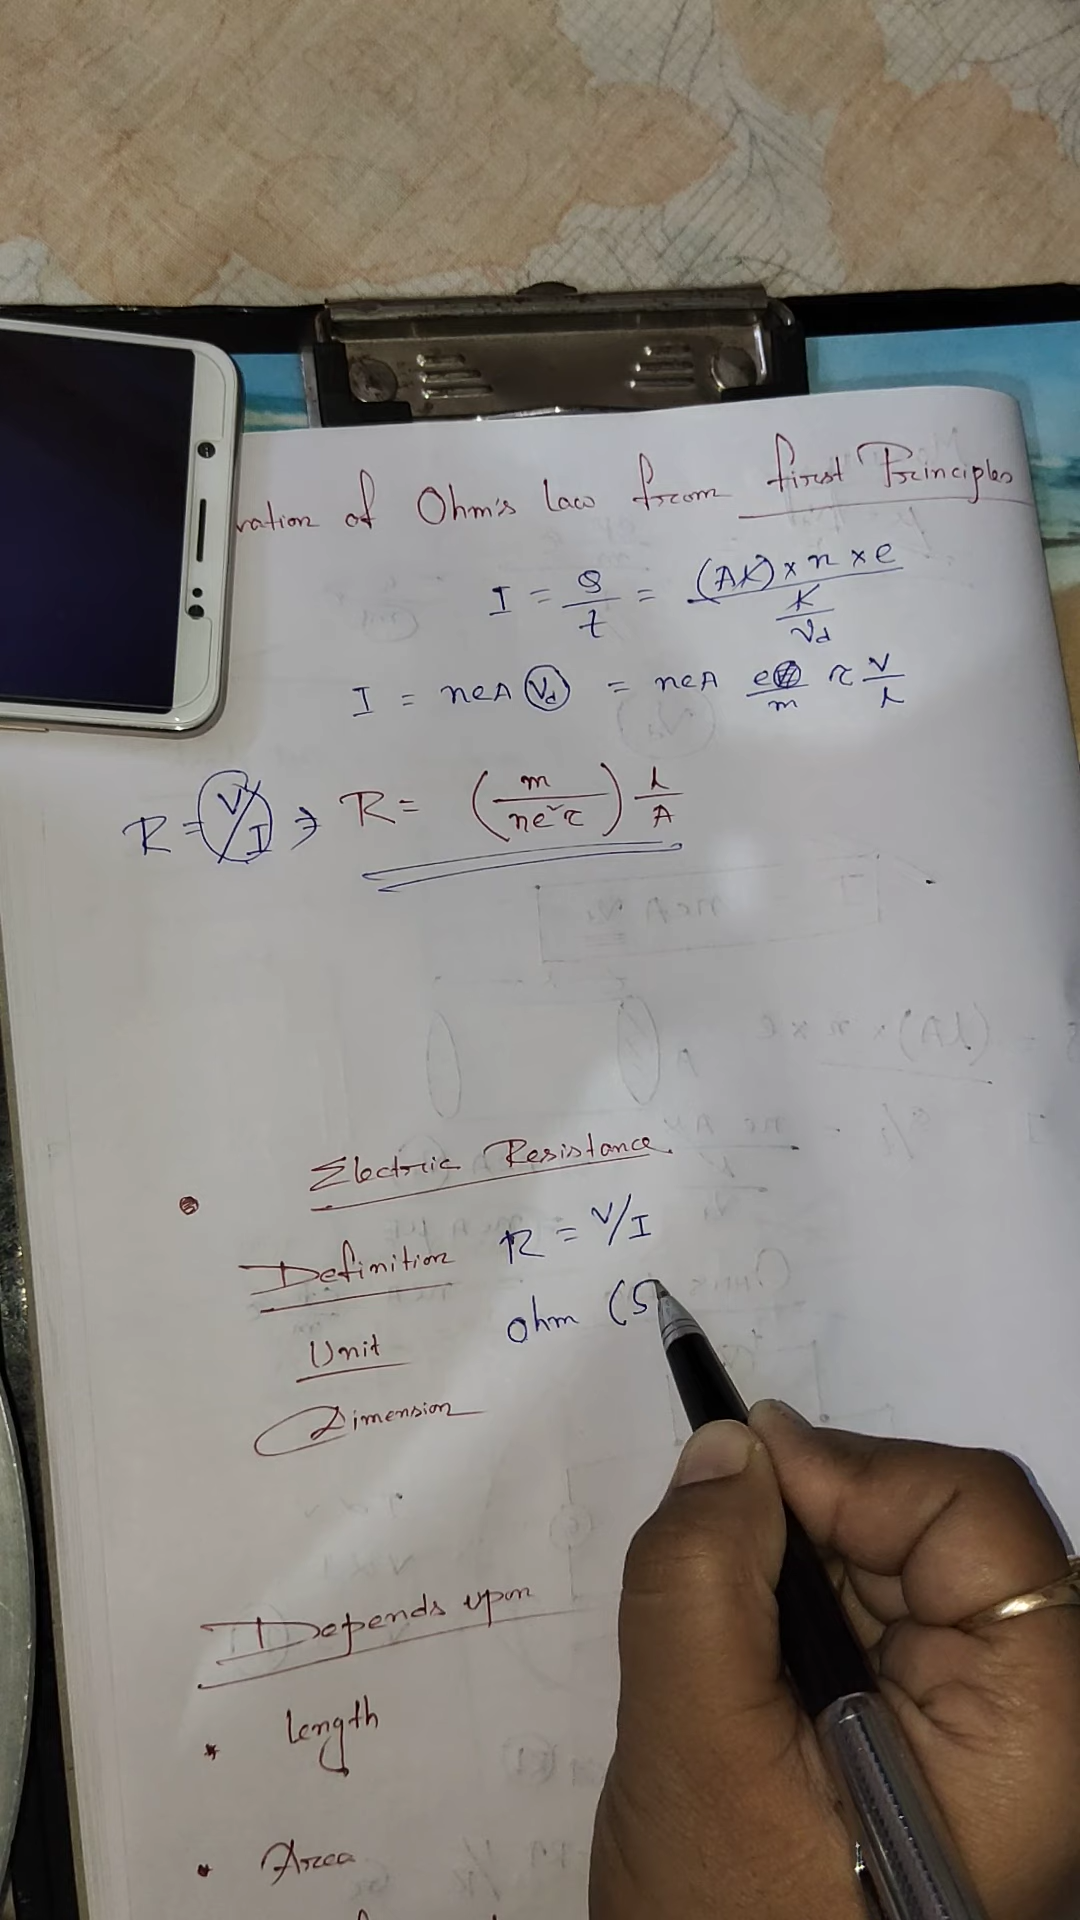 vation of Ohm's law from first Principles
I = Q/t = (Al) × n × e / (l/Vd)
I = neA Vd = neA e/m τ V/l
R = V/I ⇒ R = (m/ne²τ) l/A
Electric Resistance
Definition R = V/I
Unit ohm (S
Dimension
Depends upon
* Length
• Area